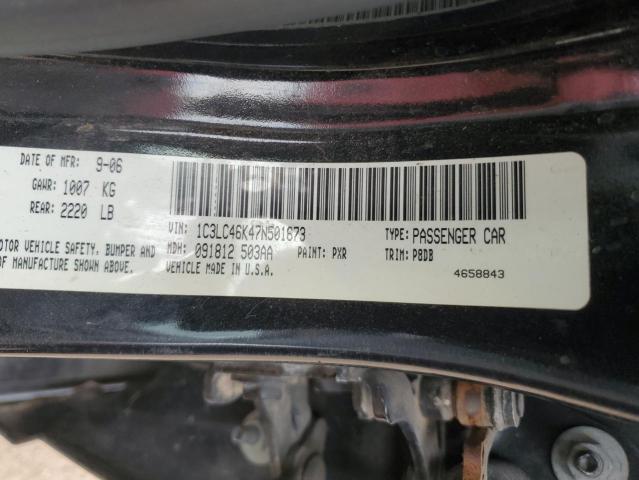 DATE OF MFR: 9-06
GAWR: 1007 KG
REAR: 2220 LB
VIN: 1C3LC46K47N501673 TYPE: PASSENGER CAR
OTOR VEHICLE SAFETY, BUMPER AND MDH: 091812 503AA PAINT: PXR TRIM: P8DB
OF MANUFACTURE SHOWN ABOVE. VEHICLE MADE IN U.S.A. 4658843